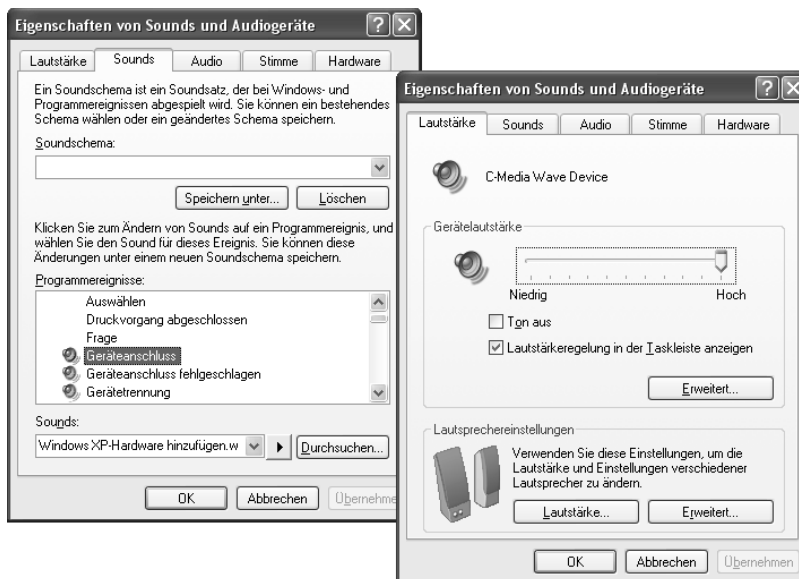 Eigenschaften von Sounds und Audiogeräte
Lautstärke Sounds Audio Stimme Hardware
Ein Soundschema ist ein Soundsatz, der bei Windows- und
Programmereignissen abgespielt wird. Sie können ein bestehendes
Schema wählen oder ein geändertes Schema speichern.
Soundschema:
Speichern unter... Löschen
Klicken Sie zum Ändern von Sounds auf ein Programmereignis, und
wählen Sie den Sound für dieses Ereignis. Sie können diese
Änderungen unter einem neuen Soundschema speichern.
Programmereignisse:
Auswählen
Druckvorgang abgeschlossen
Frage
Geräteanschluss
Geräteanschluss fehlgeschlagen
Gerätetrennung
Sounds:
Windows XP-Hardware hinzufügen.w Durchsuchen...
OK Abbrechen Übernehme
Eigenschaften von Sounds und Audiogeräte
Lautstärke Sounds Audio Stimme Hardware
C-Media Wave Device
Gerätelautstärke
Niedrig Hoch
Ton aus
Lautstärkeregelung in der Taskleiste anzeigen
Erweitert...
Lautsprechereinstellungen
Verwenden Sie diese Einstellungen, um die
Lautstärke und Einstellungen verschiedener
Lautsprecher zu ändern.
Lautstärke... Erweitert...
OK Abbrechen Übernehmen